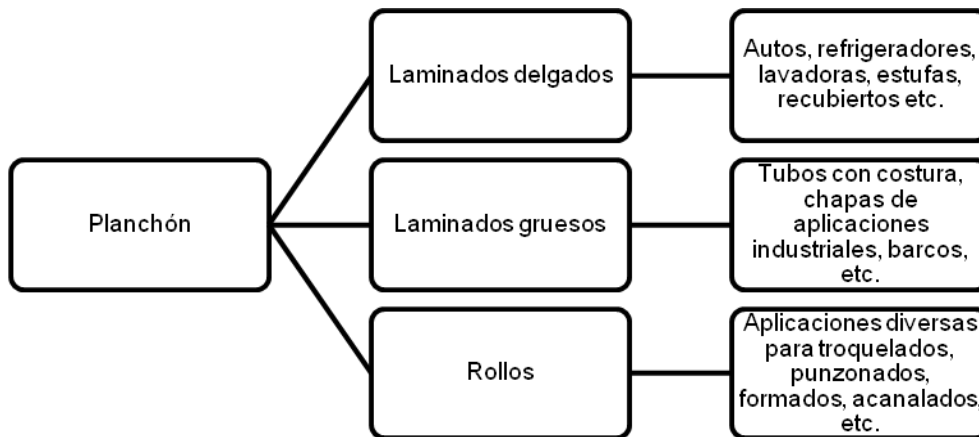 Planchón
Laminados delgados
Autos, refrigeradores,
lavadoras, estufas,
recubiertos etc.
Laminados gruesos
Tubos con costura,
chapas de
aplicaciones
industriales, barcos,
etc.
Rollos
Aplicaciones diversas
para troquelados,
punzonados,
formados, acanalados,
etc.